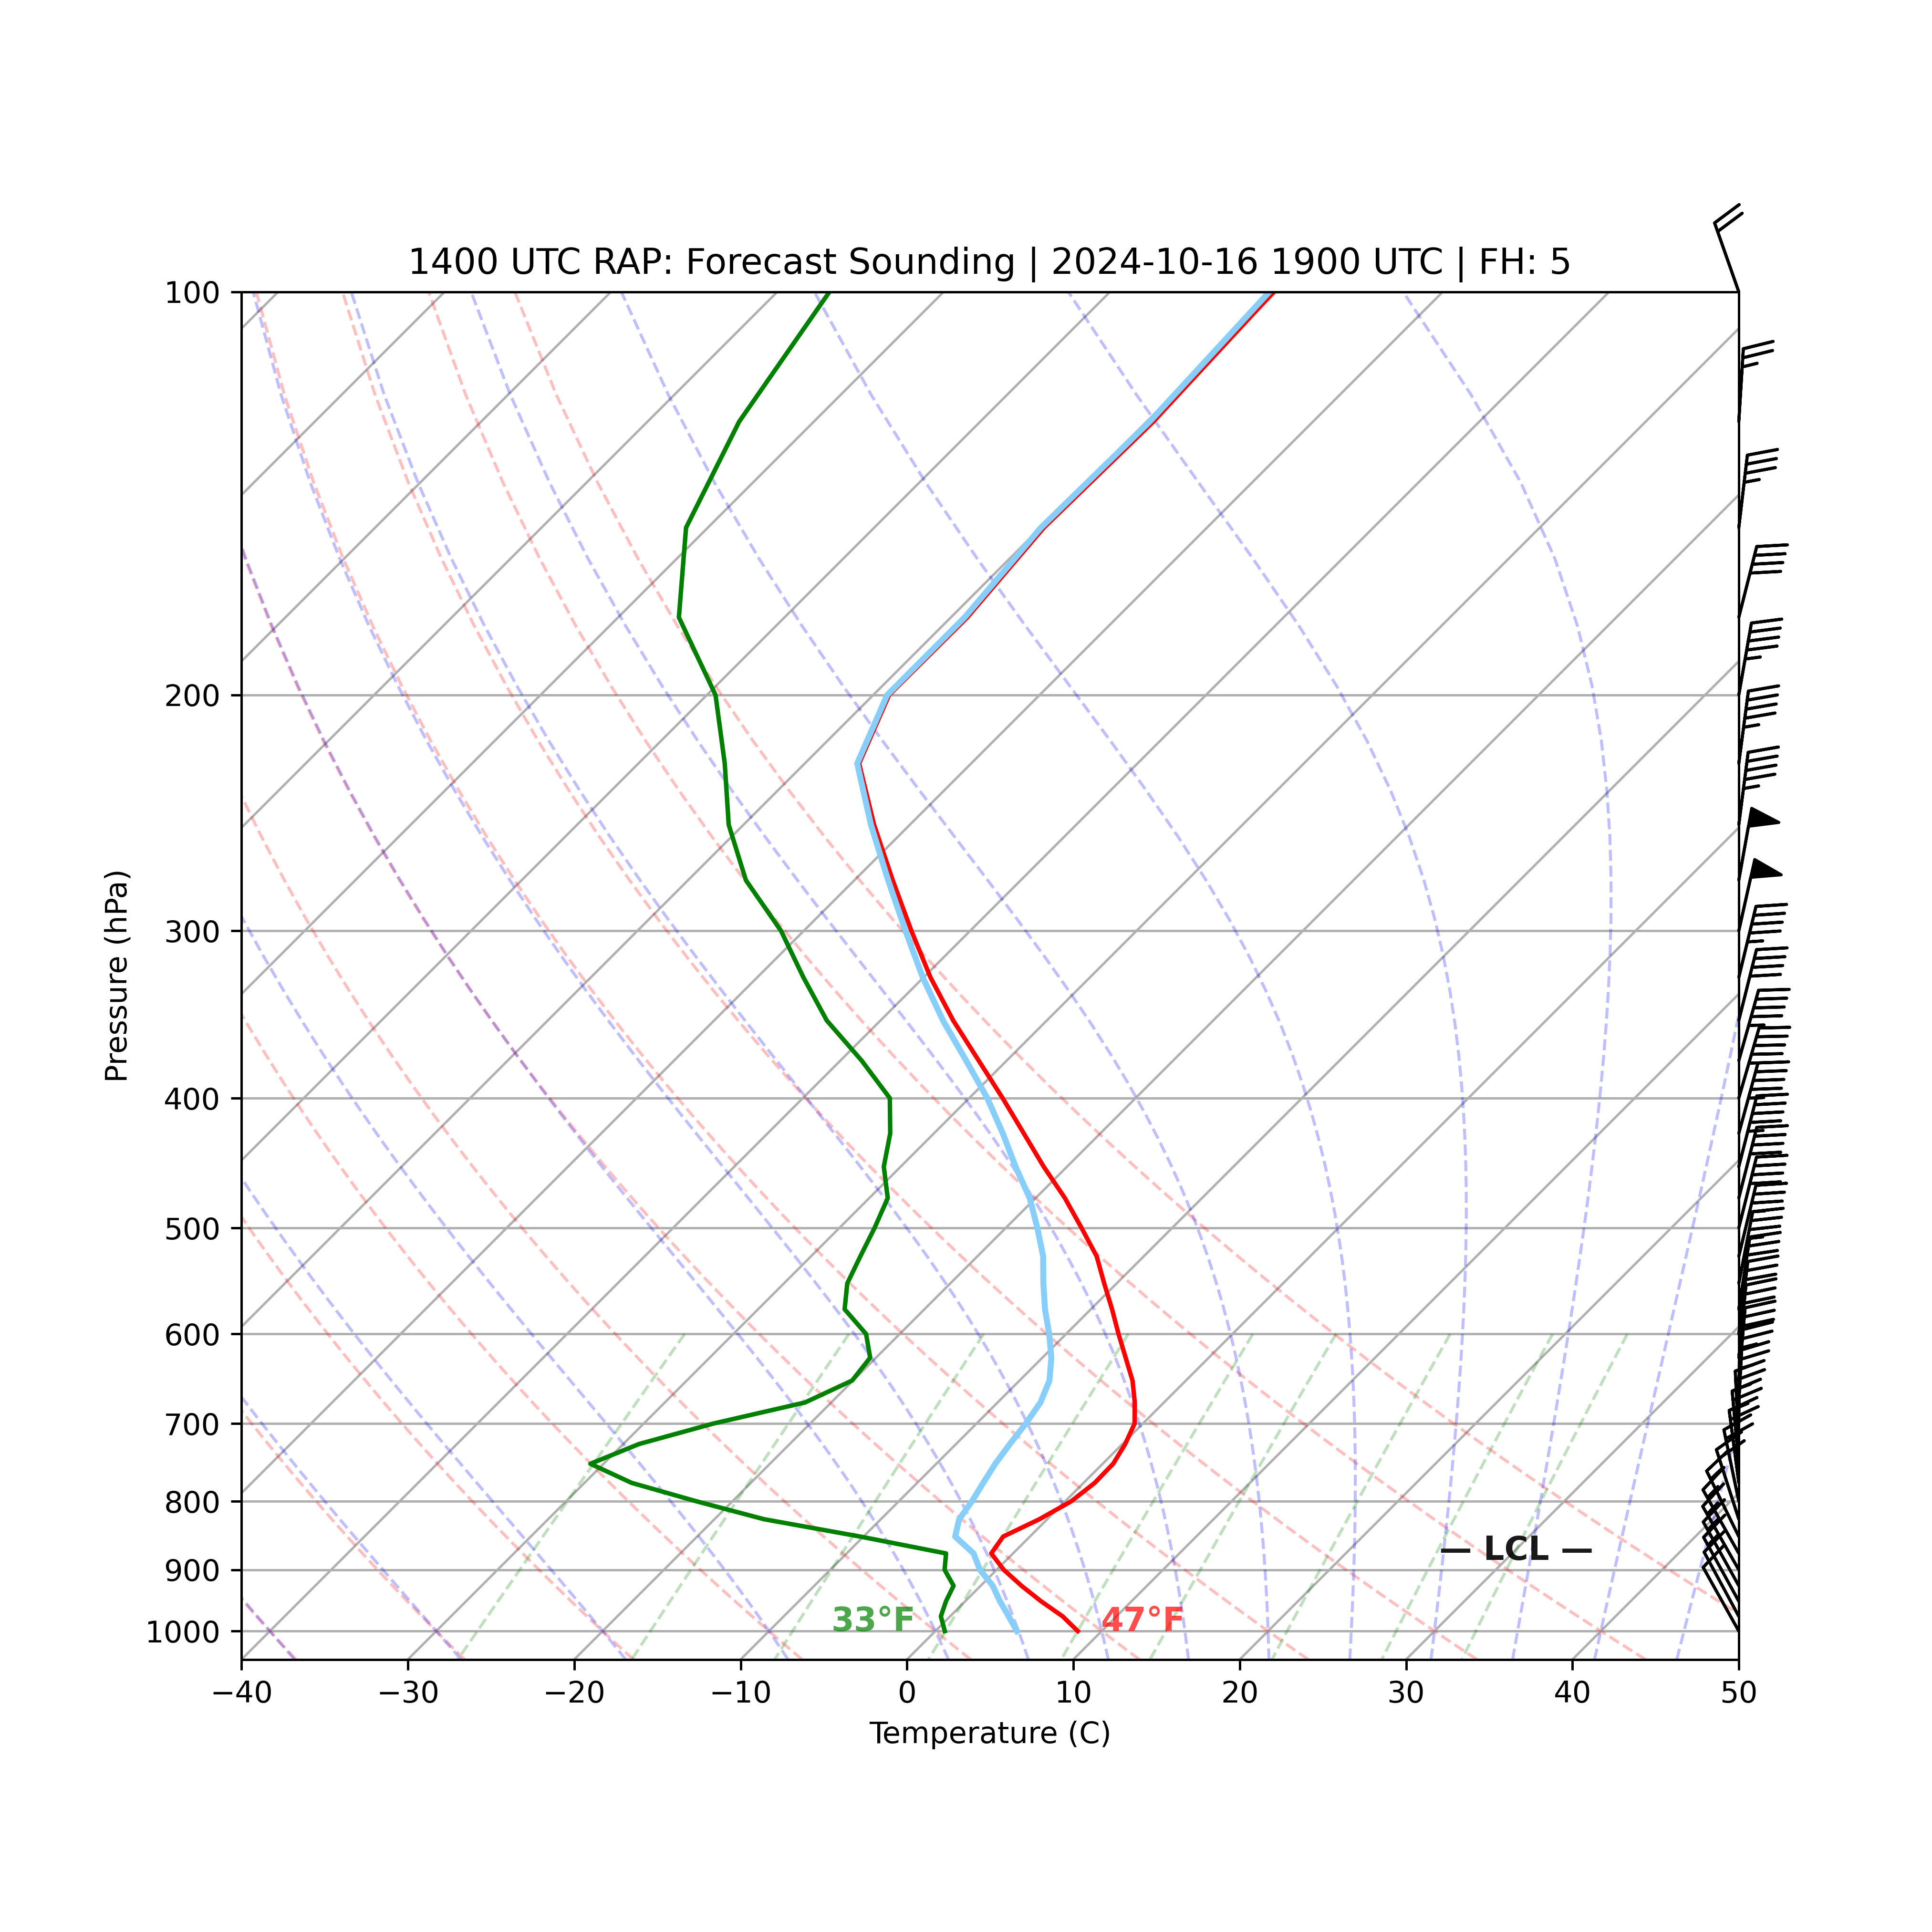 1400 UTC RAP: Forecast Sounding | 2024-10-16 1900 UTC | FH: 5
100
200
300
400
500
600
700
800
900
1000
Pressure (hPa)
— LCL —
33°F
47°F
−40 −30 −20 −10 0 10 20 30 40 50
Temperature (C)